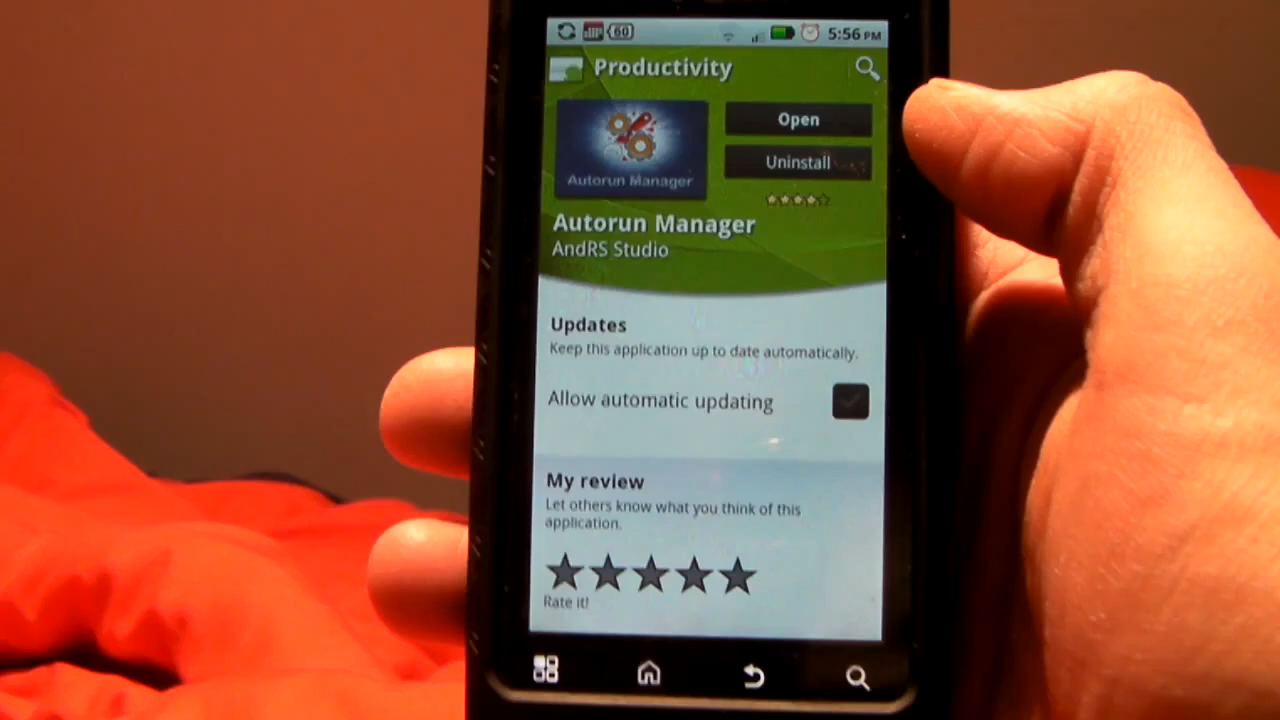 60
5:56 PM
Productivity
Autorun Manager
Open
Uninstall
Autorun Manager
AndRS Studio
Updates
Keep this application up to date automatically.
Allow automatic updating
My review
Let others know what you think of this
application.
Rate it!